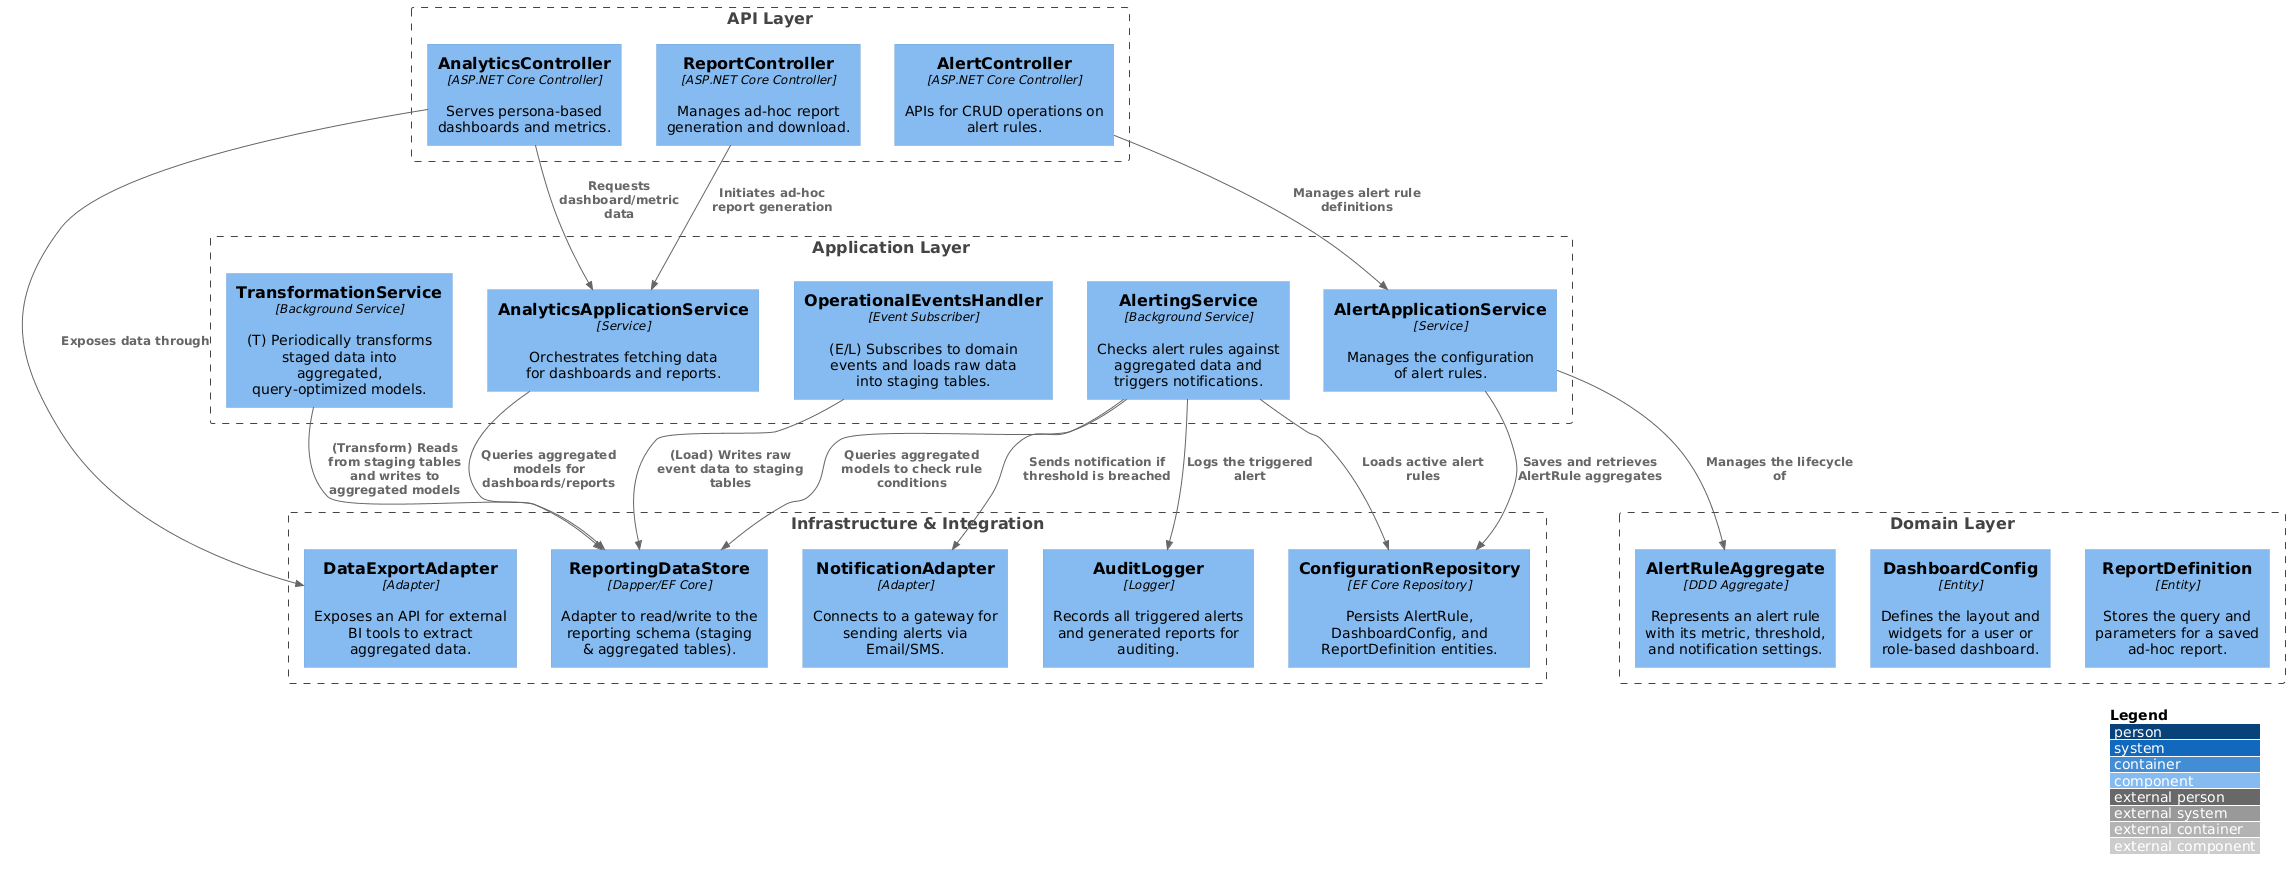 API Layer
AnalyticsController
[ASP.NET Core Controller]
Serves persona-based
dashboards and metrics.
ReportController
[ASP.NET Core Controller]
Manages ad-hoc report
generation and download.
AlertController
[ASP.NET Core Controller]
APIs for CRUD operations on
alert rules.
Requests
dashboard/metric
data
Initiates ad-hoc
report generation
Manages alert rule
definitions
Exposes data through
Application Layer
TransformationService
[Background Service]
(T) Periodically transforms
staged data into
aggregated,
query-optimized models.
AnalyticsApplicationService
[Service]
Orchestrates fetching data
for dashboards and reports.
OperationalEventsHandler
[Event Subscriber]
(E/L) Subscribes to domain
events and loads raw data
into staging tables.
AlertingService
[Background Service]
Checks alert rules against
aggregated data and
triggers notifications.
AlertApplicationService
[Service]
Manages the configuration
of alert rules.
(Transform) Reads
from staging tables
and writes to
aggregated models
Queries aggregated
models for
dashboards/reports
(Load) Writes raw
event data to staging
tables
Queries aggregated
models to check rule
conditions
Sends notification if
threshold is breached
Logs the triggered
alert
Loads active alert
rules
Saves and retrieves
AlertRule aggregates
Manages the lifecycle
of
Infrastructure & Integration
DataExportAdapter
[Adapter]
Exposes an API for external
BI tools to extract
aggregated data.
ReportingDataStore
[Dapper/EF Core]
Adapter to read/write to the
reporting schema (staging
& aggregated tables).
NotificationAdapter
[Adapter]
Connects to a gateway for
sending alerts via
Email/SMS.
AuditLogger
[Logger]
Records all triggered alerts
and generated reports for
auditing.
ConfigurationRepository
[EF Core Repository]
Persists AlertRule,
DashboardConfig, and
ReportDefinition entities.
Domain Layer
AlertRuleAggregate
[DDD Aggregate]
Represents an alert rule
with its metric, threshold,
and notification settings.
DashboardConfig
[Entity]
Defines the layout and
widgets for a user or
role-based dashboard.
ReportDefinition
[Entity]
Stores the query and
parameters for a saved
ad-hoc report.
Legend
person
system
container
component
external person
external system
external container
external component